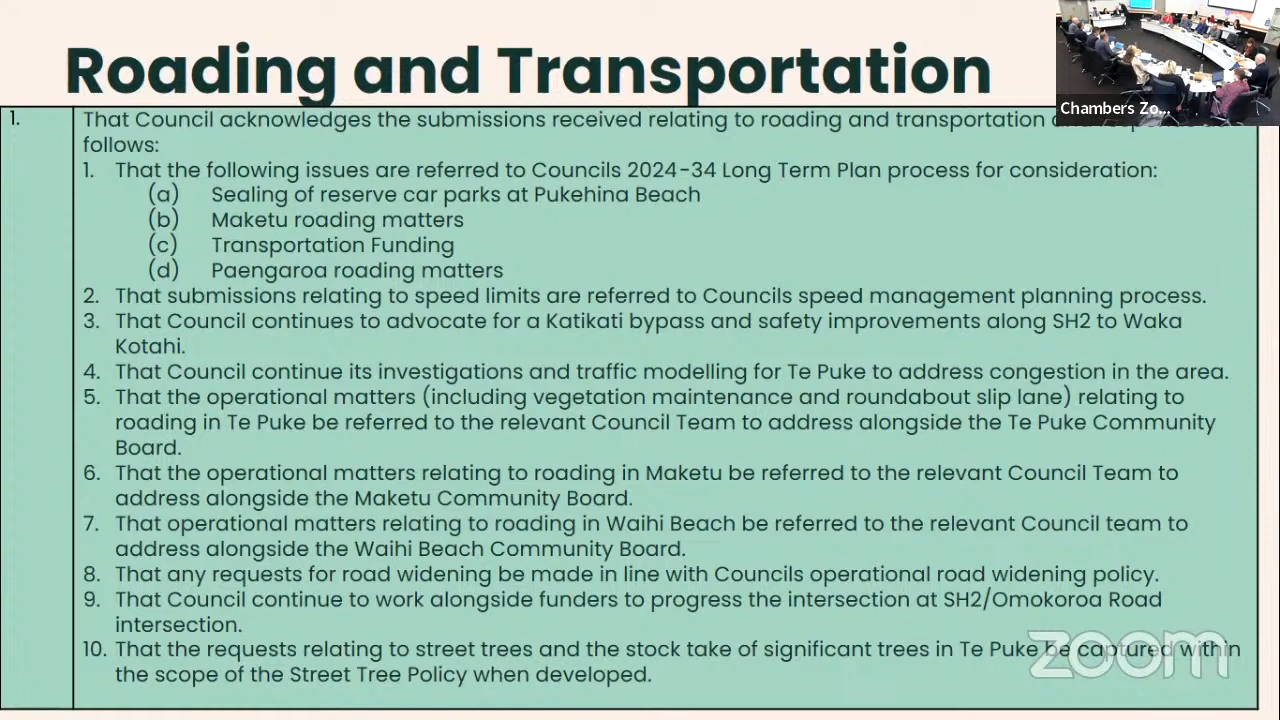 Roading and Transportation
Chambers Zo...
1.
That Council acknowledges the submissions received relating to roading and transportation
follows:
1. That the following issues are referred to Councils 2024-34 Long Term Plan process for consideration:
(a) Sealing of reserve car parks at Pukehina Beach
(b) Maketu roading matters
(c) Transportation Funding
(d) Paengaroa roading matters
2. That submissions relating to speed limits are referred to Councils speed management planning process.
3. That Council continues to advocate for a Katikati bypass and safety improvements along SH2 to Waka
Kotahi.
4. That Council continue its investigations and traffic modelling for Te Puke to address congestion in the area.
5. That the operational matters (including vegetation maintenance and roundabout slip lane) relating to
roading in Te Puke be referred to the relevant Council Team to address alongside the Te Puke Community
Board.
6. That the operational matters relating to roading in Maketu be referred to the relevant Council Team to
address alongside the Maketu Community Board.
7. That operational matters relating to roading in Waihi Beach be referred to the relevant Council team to
address alongside the Waihi Beach Community Board.
8. That any requests for road widening be made in line with Councils operational road widening policy.
9. That Council continue to work alongside funders to progress the intersection at SH2/Omokoroa Road
intersection.
10. That the requests relating to street trees and the stock take of significant trees in Te Puke be captured within
the scope of the Street Tree Policy when developed.
zoom